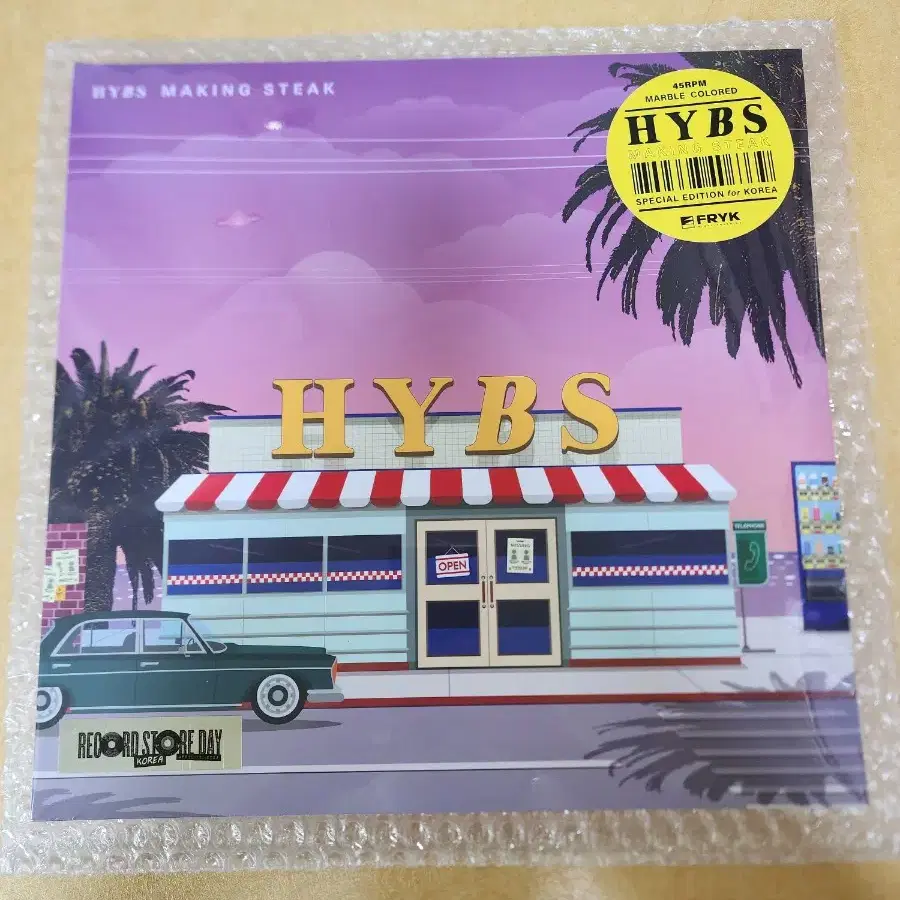 HYBS MAKING STEAK
45RPM
MARBLE COLORED
HYBS
MAKING STEAK
SPECIAL EDITION for KOREA
FRYK
HYBS
OPEN
TELEPHONE
RECORD STORE DAY
KOREA